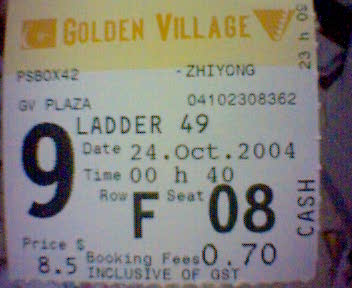 GOLDEN VILLAGE
PSBOX42 -ZHIYONG
GV PLAZA 04102308362
9 LADDER 49
Date 24.Oct.2004
Time 00 h 40
Row F Seat 08
Price $ 8.5 Booking Fees 0.70
INCLUSIVE OF GST
23 h 09
CASH